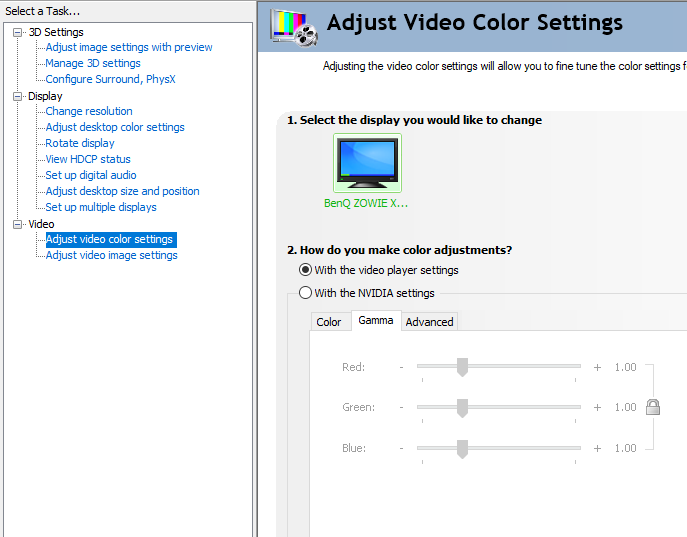 Select a Task...
3D Settings
Adjust image settings with preview
Manage 3D settings
Configure Surround, PhysX
Display
Change resolution
Adjust desktop color settings
Rotate display
View HDCP status
Set up digital audio
Adjust desktop size and position
Set up multiple displays
Video
Adjust video color settings
Adjust video image settings
Adjust Video Color Settings
Adjusting the video color settings will allow you to fine tune the color settings f
1. Select the display you would like to change
BenQ ZOWIE X...
2. How do you make color adjustments?
With the video player settings
With the NVIDIA settings
Color Gamma Advanced
Red: - + 1.00
Green: - + 1.00
Blue: - + 1.00